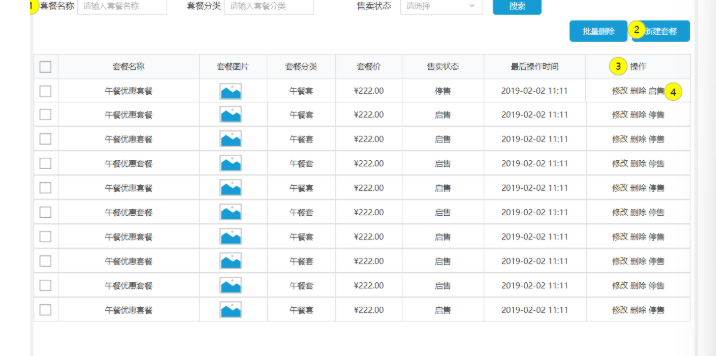 1 套餐名称 请输入套餐名称 套餐分类 请输入套餐分类 售卖状态 请选择 搜索
批量删除 2 新建套餐
套餐名称 套餐图片 套餐分类 套餐价 售卖状态 最后操作时间 3 操作
午餐优惠套餐 午餐套 ¥222.00 停售 2019-02-02 11:11 修改 删除 启售 4
午餐优惠套餐 午餐套 ¥222.00 启售 2019-02-02 11:11 修改 删除 停售
午餐优惠套餐 午餐套 ¥222.00 启售 2019-02-02 11:11 修改 删除 停售
午餐优惠套餐 午餐套 ¥222.00 启售 2019-02-02 11:11 修改 删除 停售
午餐优惠套餐 午餐套 ¥222.00 启售 2019-02-02 11:11 修改 删除 停售
午餐优惠套餐 午餐套 ¥222.00 启售 2019-02-02 11:11 修改 删除 停售
午餐优惠套餐 午餐套 ¥222.00 启售 2019-02-02 11:11 修改 删除 停售
午餐优惠套餐 午餐套 ¥222.00 启售 2019-02-02 11:11 修改 删除 停售
午餐优惠套餐 午餐套 ¥222.00 启售 2019-02-02 11:11 修改 删除 停售
午餐优惠套餐 午餐套 ¥222.00 启售 2019-02-02 11:11 修改 删除 停售